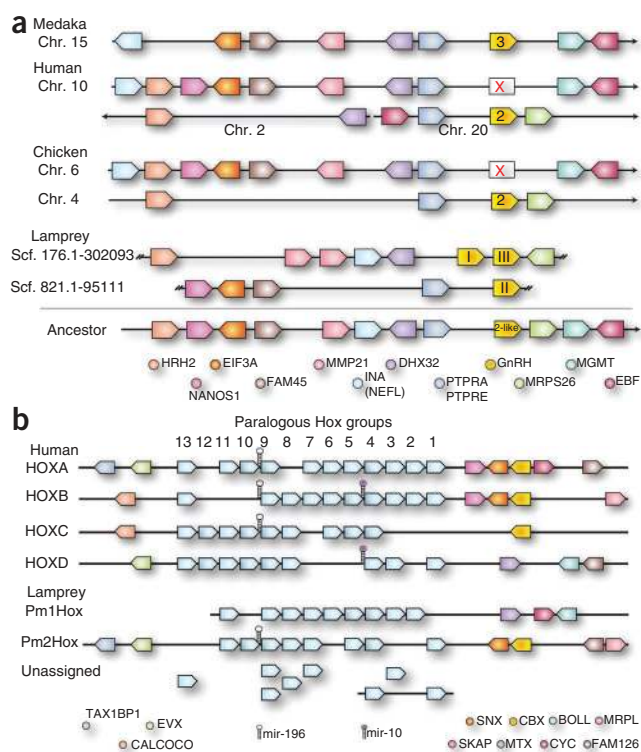 a
Medaka
Chr. 15
3
Human
Chr. 10
X
2
Chr. 2
Chr. 20
Chicken
Chr. 6
X
Chr. 4
2
Lamprey
Scf. 176.1-302093
I
III
Scf. 821.1-95111
II
Ancestor
2-like
HRH2
EIF3A
MMP21
DHX32
GnRH
MGMT
NANOS1
FAM45
INA
(NEFL)
PTPRA
PTPRE
MRPS26
EBF
b
Paralogous Hox groups
13 12 11 10 9 8 7 6 5 4 3 2 1
Human
HOXA
HOXB
HOXC
HOXD
Lamprey
Pm1Hox
Pm2Hox
Unassigned
TAX1BP1
EVX
CALCOCO
mir-196
mir-10
SNX
CBX
BOLL
MRPL
SKAP
MTX
CYC
FAM126